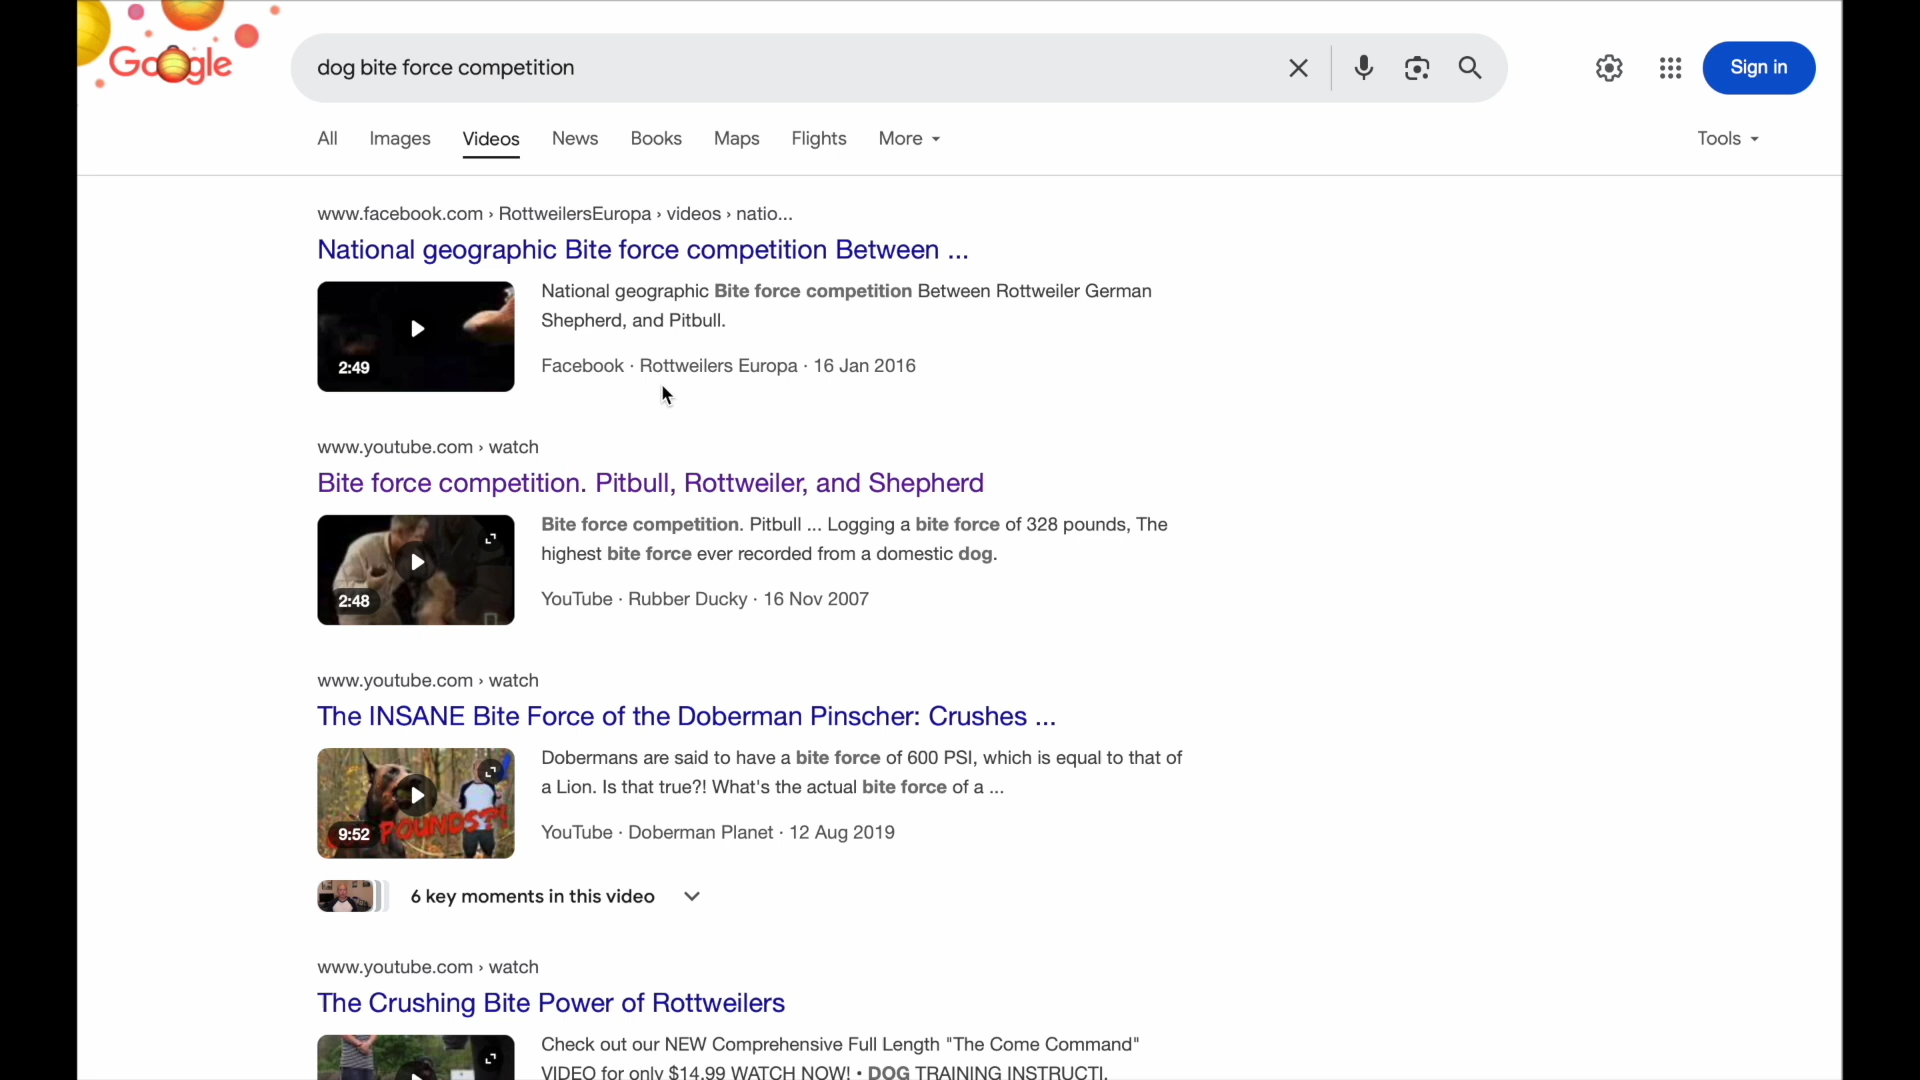 Google
dog bite force competition
Sign in
All Images Videos News Books Maps Flights More Tools
www.facebook.com › RottweilersEuropa › videos › natio...
National geographic Bite force competition Between ...
National geographic Bite force competition Between Rottweiler German
Shepherd, and Pitbull.
2:49
Facebook · Rottweilers Europa · 16 Jan 2016
www.youtube.com › watch
Bite force competition. Pitbull, Rottweiler, and Shepherd
Bite force competition. Pitbull ... Logging a bite force of 328 pounds, The
highest bite force ever recorded from a domestic dog.
2:48
YouTube · Rubber Ducky · 16 Nov 2007
www.youtube.com › watch
The INSANE Bite Force of the Doberman Pinscher: Crushes ...
Dobermans are said to have a bite force of 600 PSI, which is equal to that of
a Lion. Is that true?! What's the actual bite force of a ...
POUNDS?!
9:52
YouTube · Doberman Planet · 12 Aug 2019
6 key moments in this video
www.youtube.com › watch
The Crushing Bite Power of Rottweilers
Check out our NEW Comprehensive Full Length "The Come Command"
VIDEO for only $14.99 WATCH NOW! • DOG TRAINING INSTRUCTI.